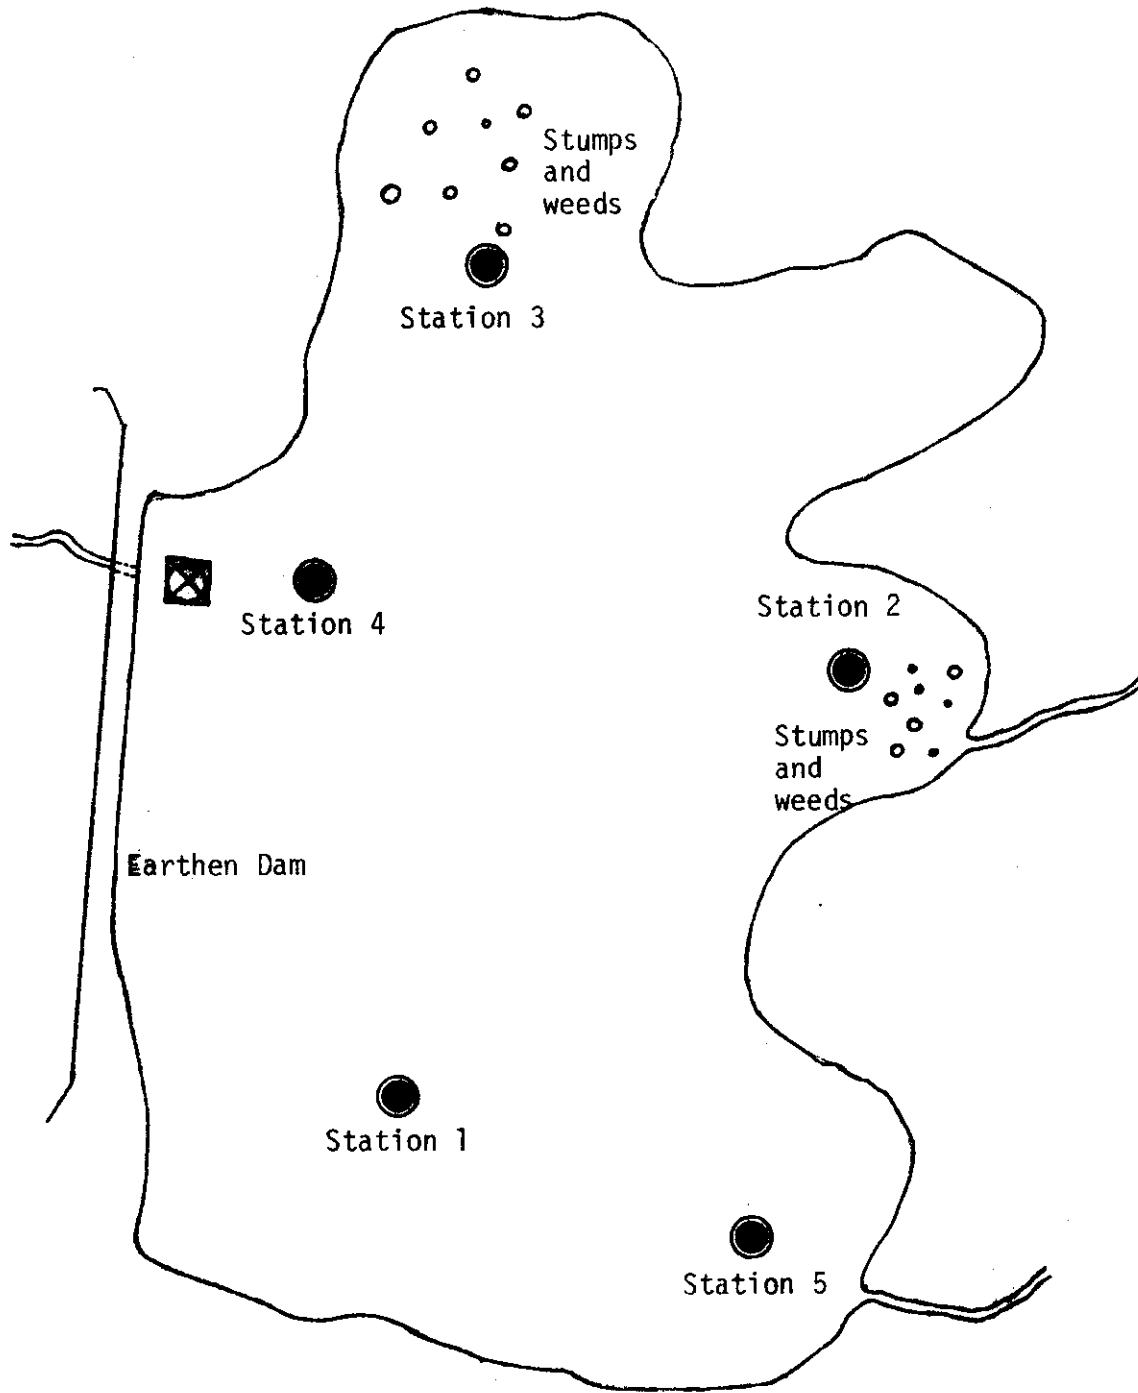 Stumps
and
weeds
Station 3
Station 4
Station 2
Stumps
and
weeds
Earthen Dam
Station 1
Station 5